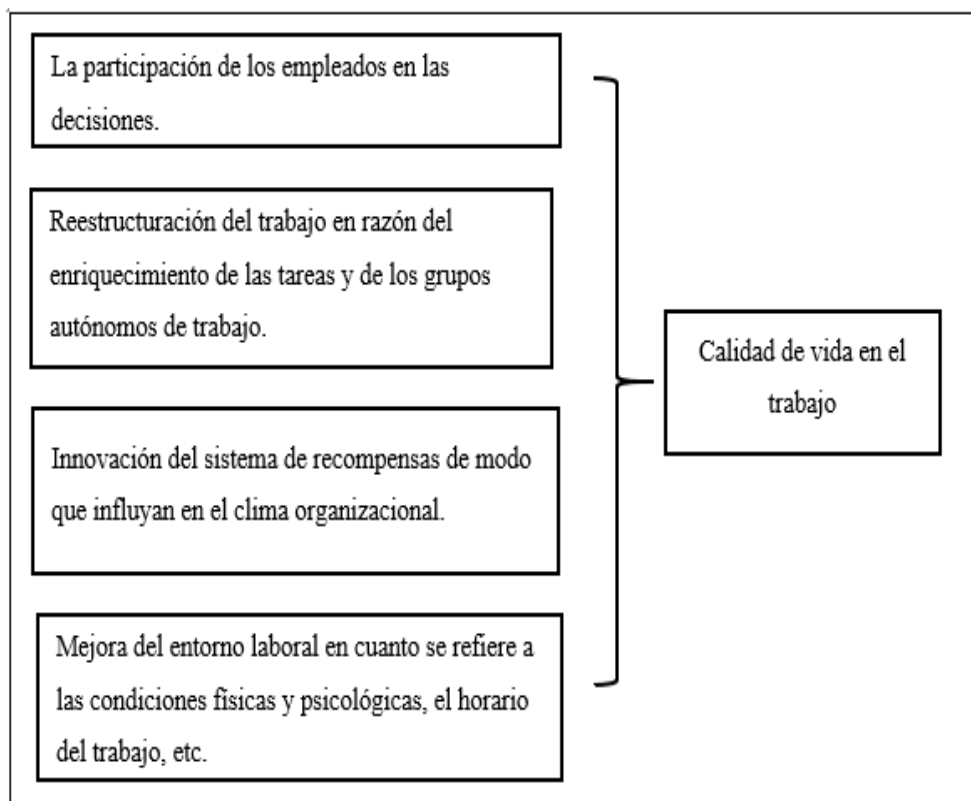 La participación de los empleados en las
decisiones.
Reestructuración del trabajo en razón del
enriquecimiento de las tareas y de los grupos
autónomos de trabajo.
Innovación del sistema de recompensas de modo
que influyan en el clima organizacional.
Mejora del entorno laboral en cuanto se refiere a
las condiciones físicas y psicológicas, el horario
del trabajo, etc.
Calidad de vida en el
trabajo